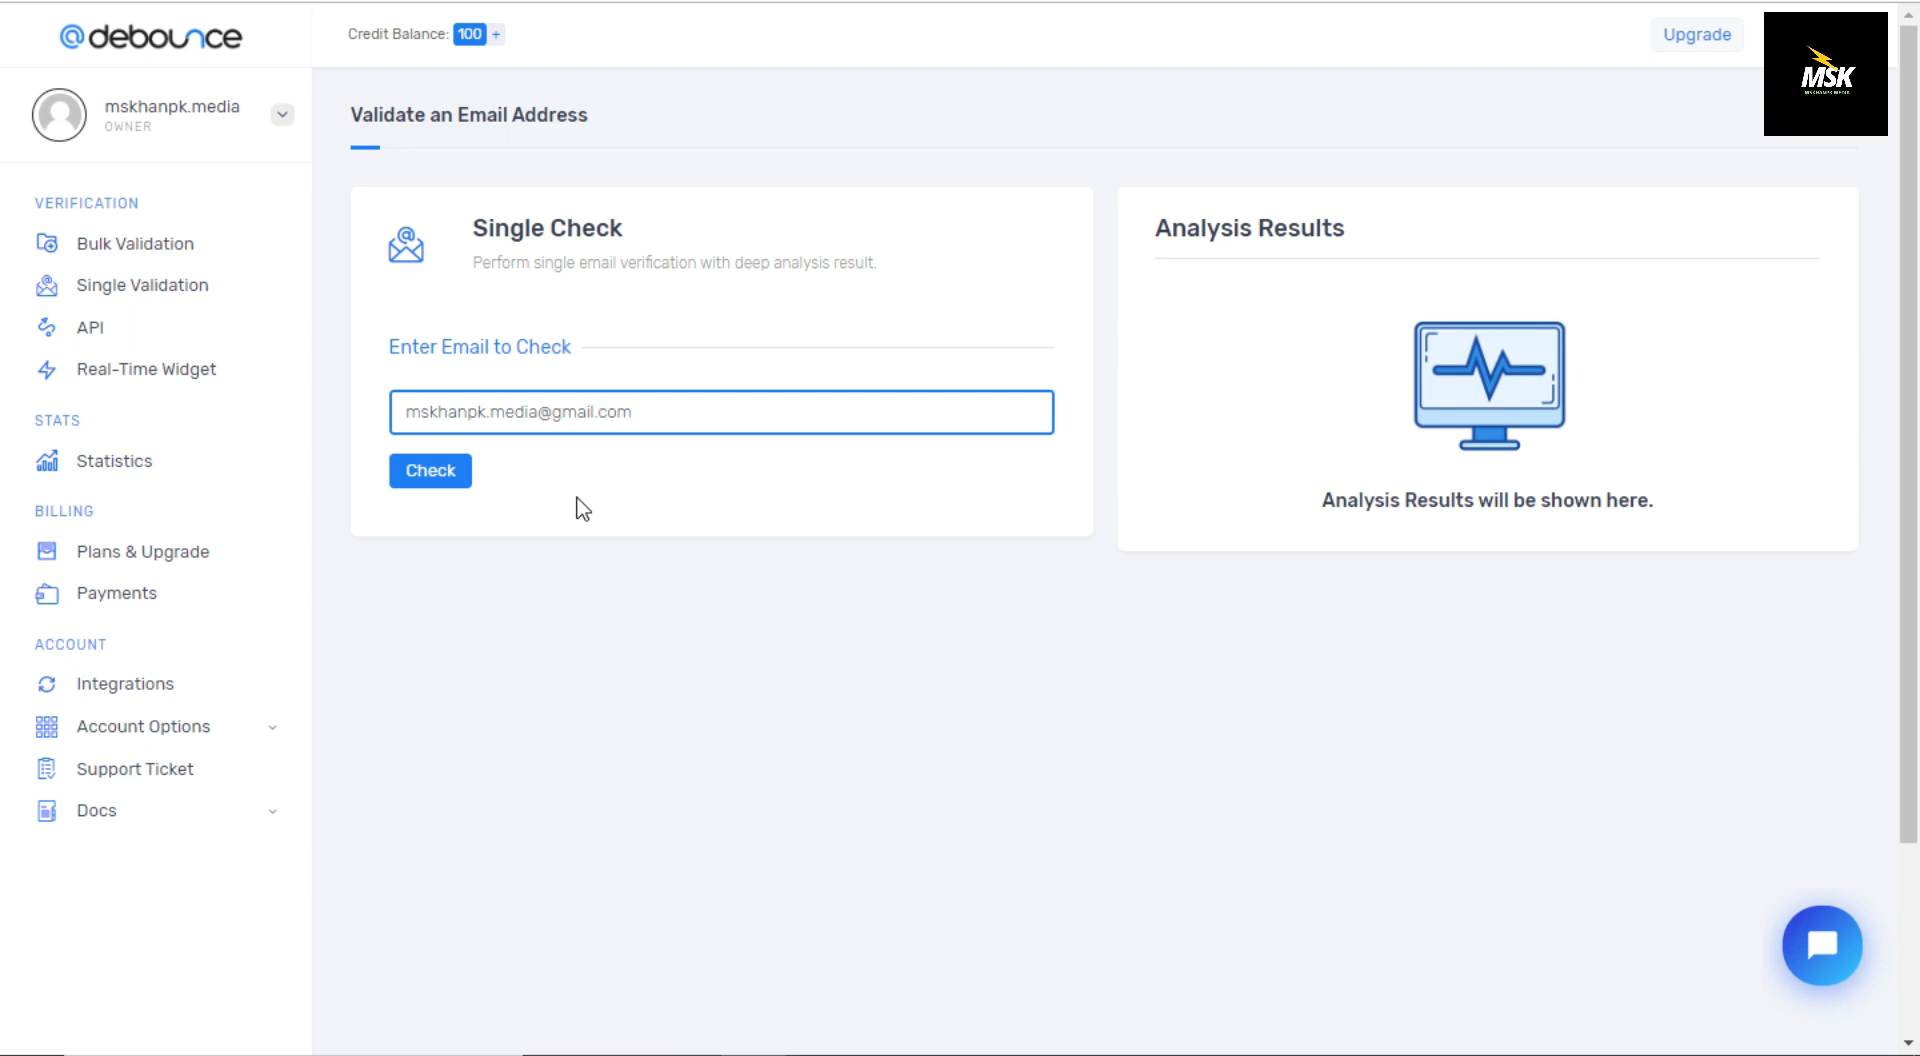 @debounce
Credit Balance: 100 +
Upgrade
MSK
MSKHANPK MEDIA
mskhanpk.media
OWNER
VERIFICATION
Bulk Validation
Single Validation
API
Real-Time Widget
STATS
Statistics
BILLING
Plans & Upgrade
Payments
ACCOUNT
Integrations
Account Options
Support Ticket
Docs
Validate an Email Address
Single Check
Perform single email verification with deep analysis result.
Enter Email to Check
mskhanpk.media@gmail.com
Check
Analysis Results
Analysis Results will be shown here.